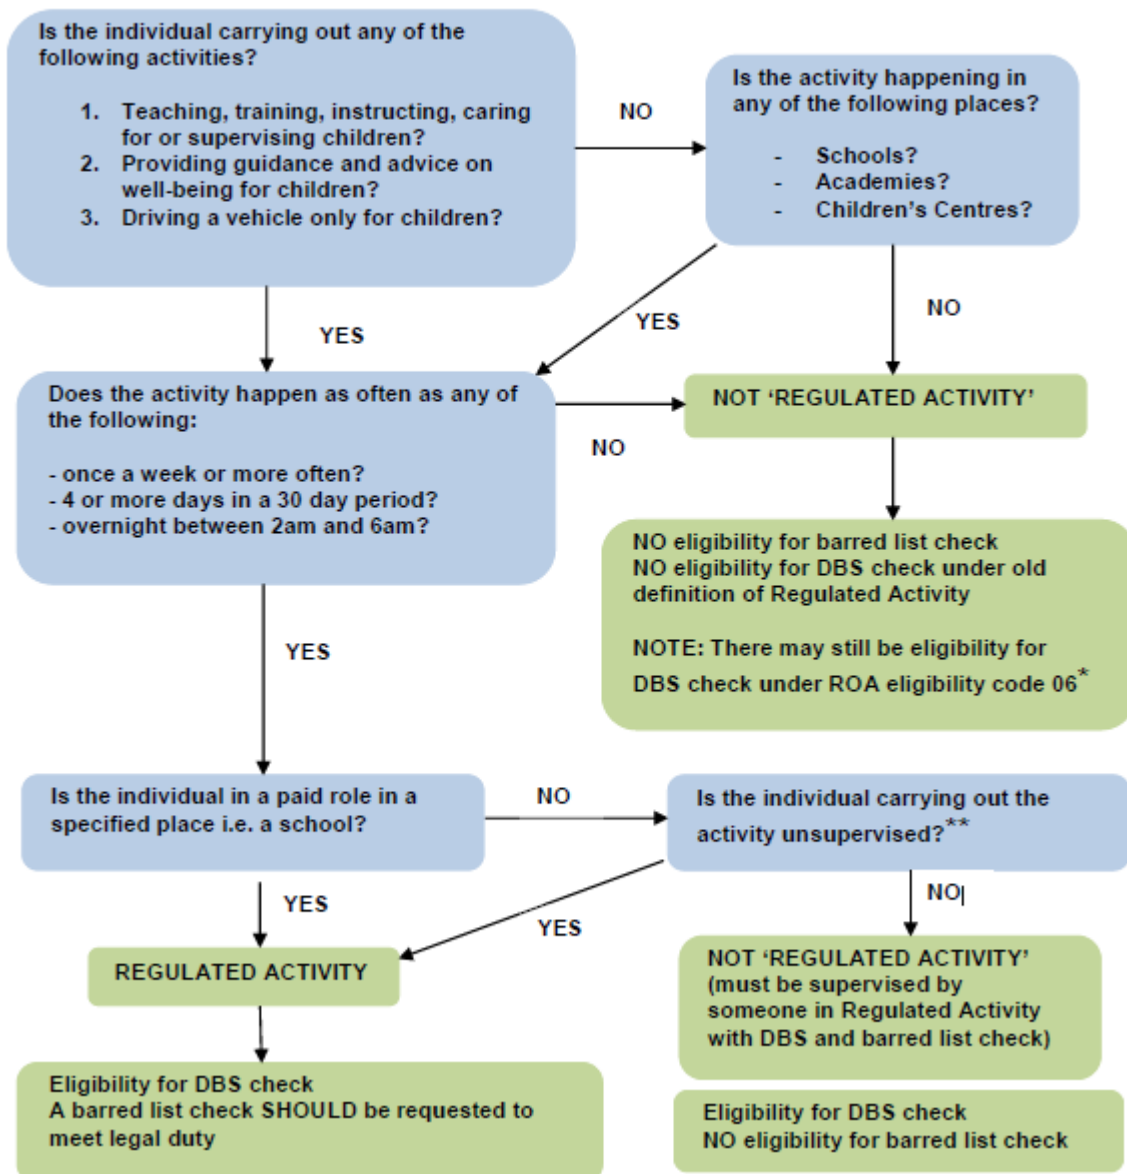 Is the individual carrying out any of the
following activities?
1. Teaching, training, instructing, caring
for or supervising children?
2. Providing guidance and advice on
well-being for children?
3. Driving a vehicle only for children?
NO
Is the activity happening in
any of the following places?
- Schools?
- Academies?
- Children's Centres?
YES
YES
NO
Does the activity happen as often as any of
the following:
- once a week or more often?
- 4 or more days in a 30 day period?
- overnight between 2am and 6am?
NO
NOT ‘REGULATED ACTIVITY’
NO eligibility for barred list check
NO eligibility for DBS check under old
definition of Regulated Activity
NOTE: There may still be eligibility for
DBS check under ROA eligibility code 06*
YES
Is the individual in a paid role in a
specified place i.e. a school?
NO
Is the individual carrying out the
activity unsupervised?**
YES
YES
NO
REGULATED ACTIVITY
NOT ‘REGULATED ACTIVITY’
(must be supervised by
someone in Regulated Activity
with DBS and barred list check)
Eligibility for DBS check
A barred list check SHOULD be requested to
meet legal duty
Eligibility for DBS check
NO eligibility for barred list check